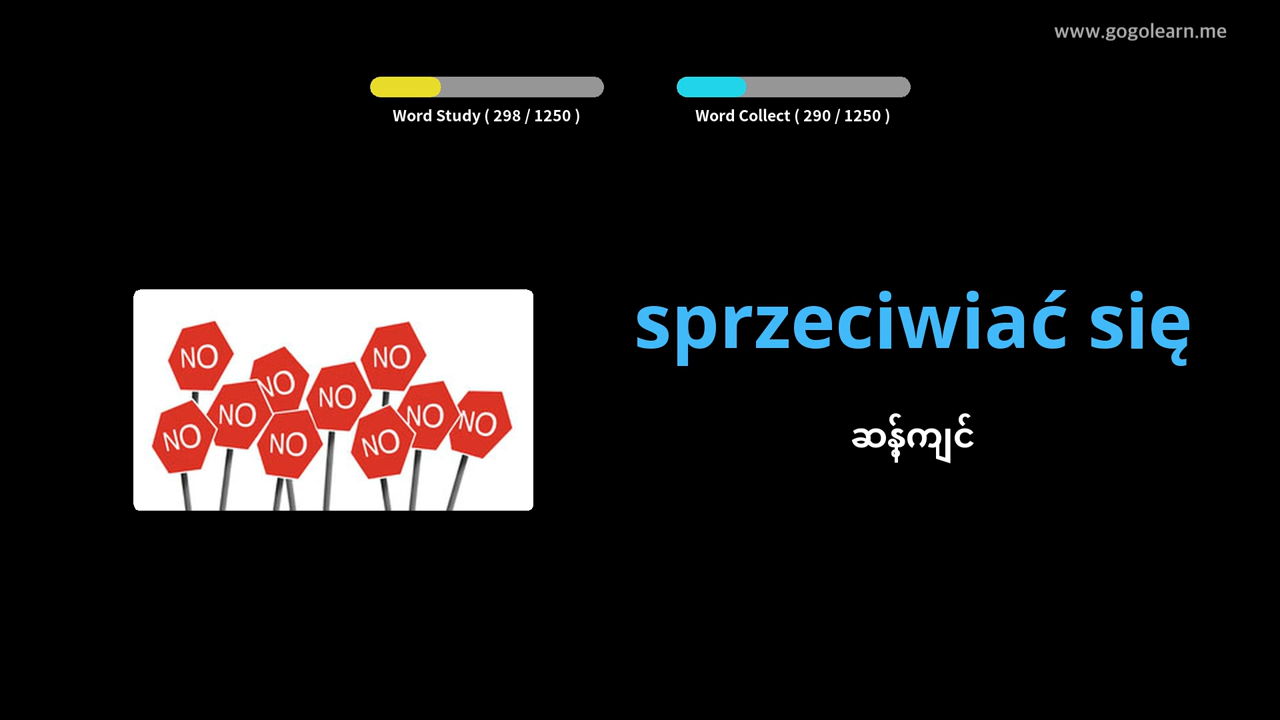 www.gogolearn.me
Word Study ( 298 / 1250 )
Word Collect ( 290 / 1250 )
sprzeciwiać się
ဆန့်ကျင်
NO
NO
NO
NO
NO
NO
NO
NO
NO
NO